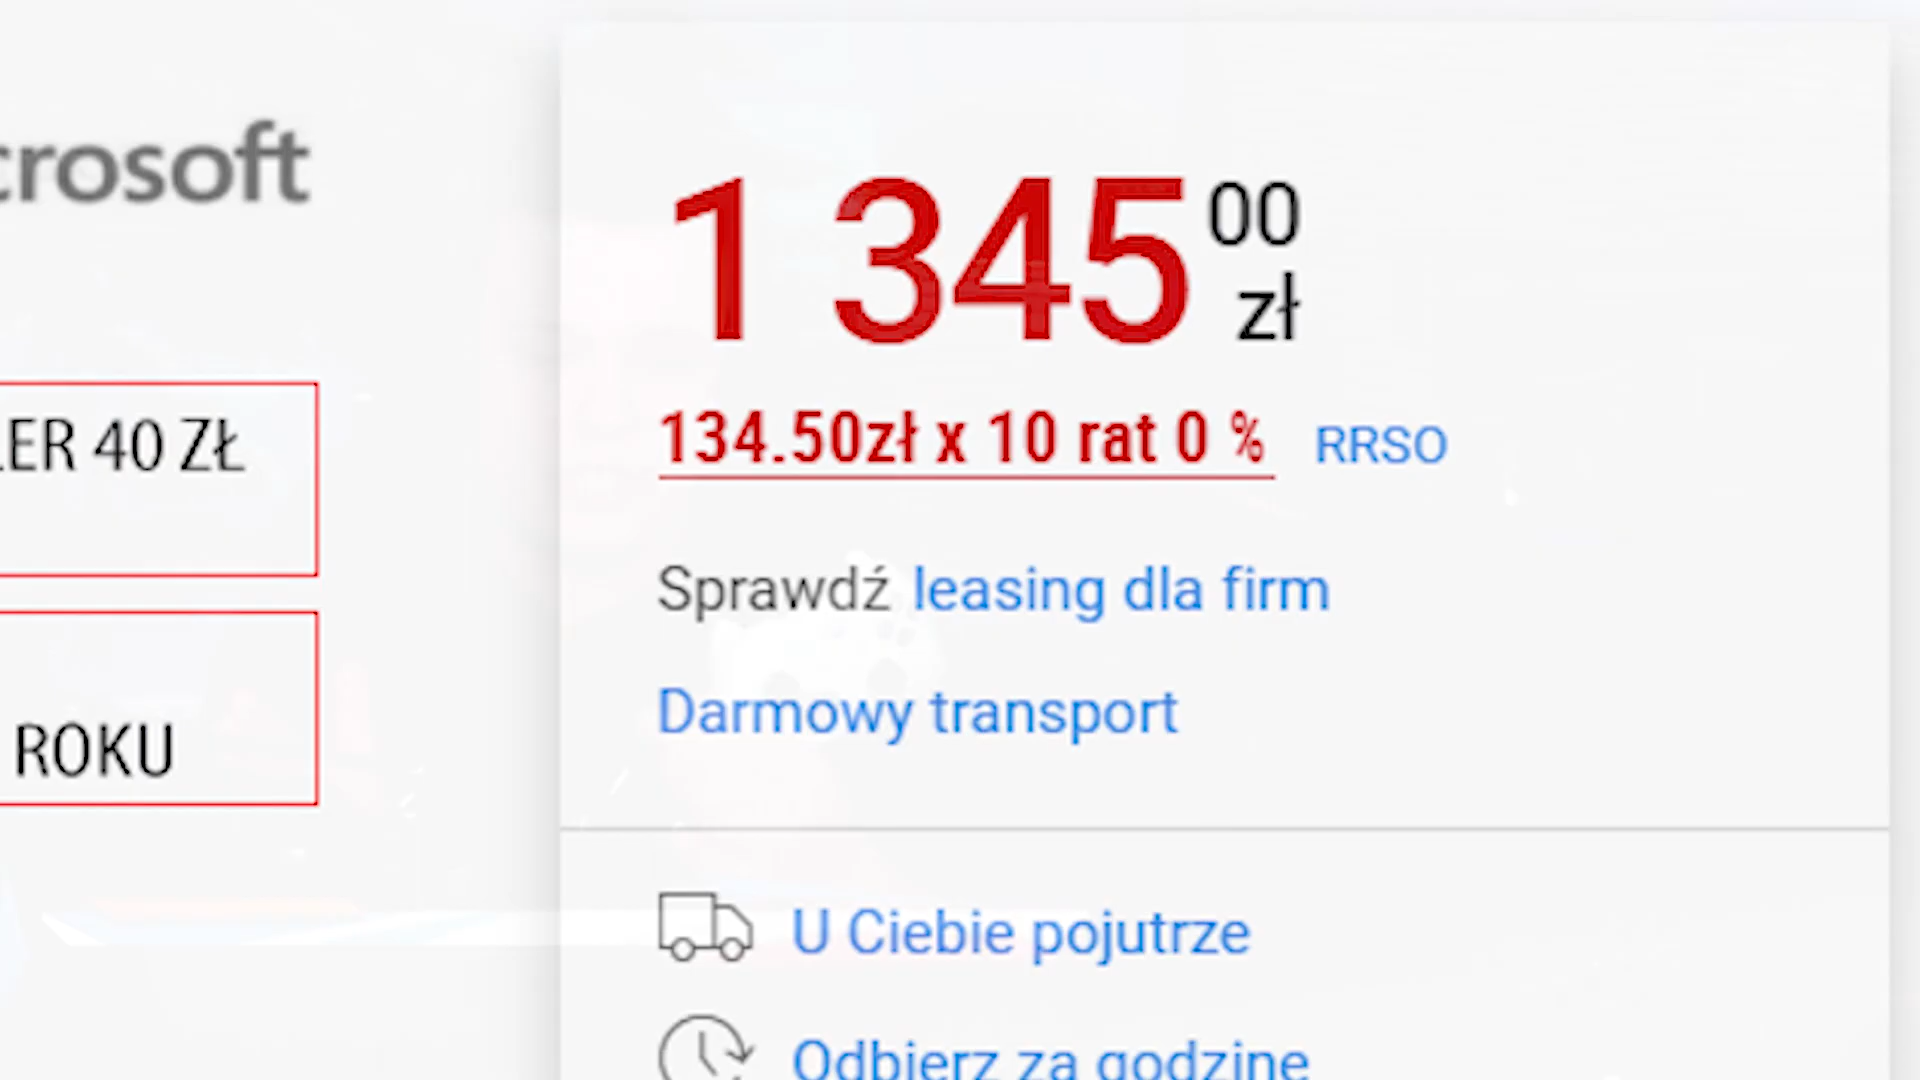 crosoft
LER 40 ZŁ
ROKU
1 345 00 zł
134.50zł x 10 rat 0 % RRSO
Sprawdź leasing dla firm
Darmowy transport
U Ciebie pojutrze
Odbierz za godzinę